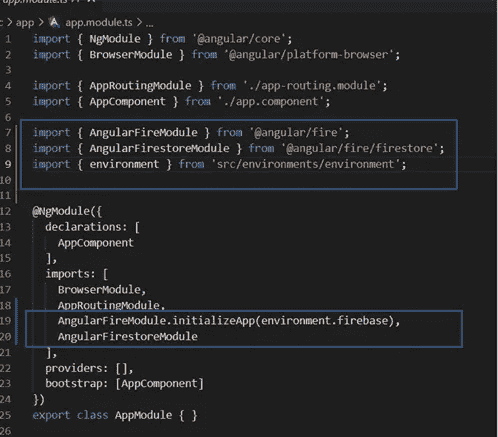 app.module.ts
app > app.module.ts > ...
1 import { NgModule } from '@angular/core';
2 import { BrowserModule } from '@angular/platform-browser';
3
4 import { AppRoutingModule } from './app-routing.module';
5 import { AppComponent } from './app.component';
6
7 import { AngularFireModule } from '@angular/fire';
8 import { AngularFirestoreModule } from '@angular/fire/firestore';
9 import { environment } from 'src/environments/environment';
10
11
12 @NgModule({
13 declarations: [
14 AppComponent
15 ],
16 imports: [
17 BrowserModule,
18 AppRoutingModule,
19 AngularFireModule.initializeApp(environment.firebase),
20 AngularFirestoreModule
21 ],
22 providers: [],
23 bootstrap: [AppComponent]
24 })
25 export class AppModule { }
26